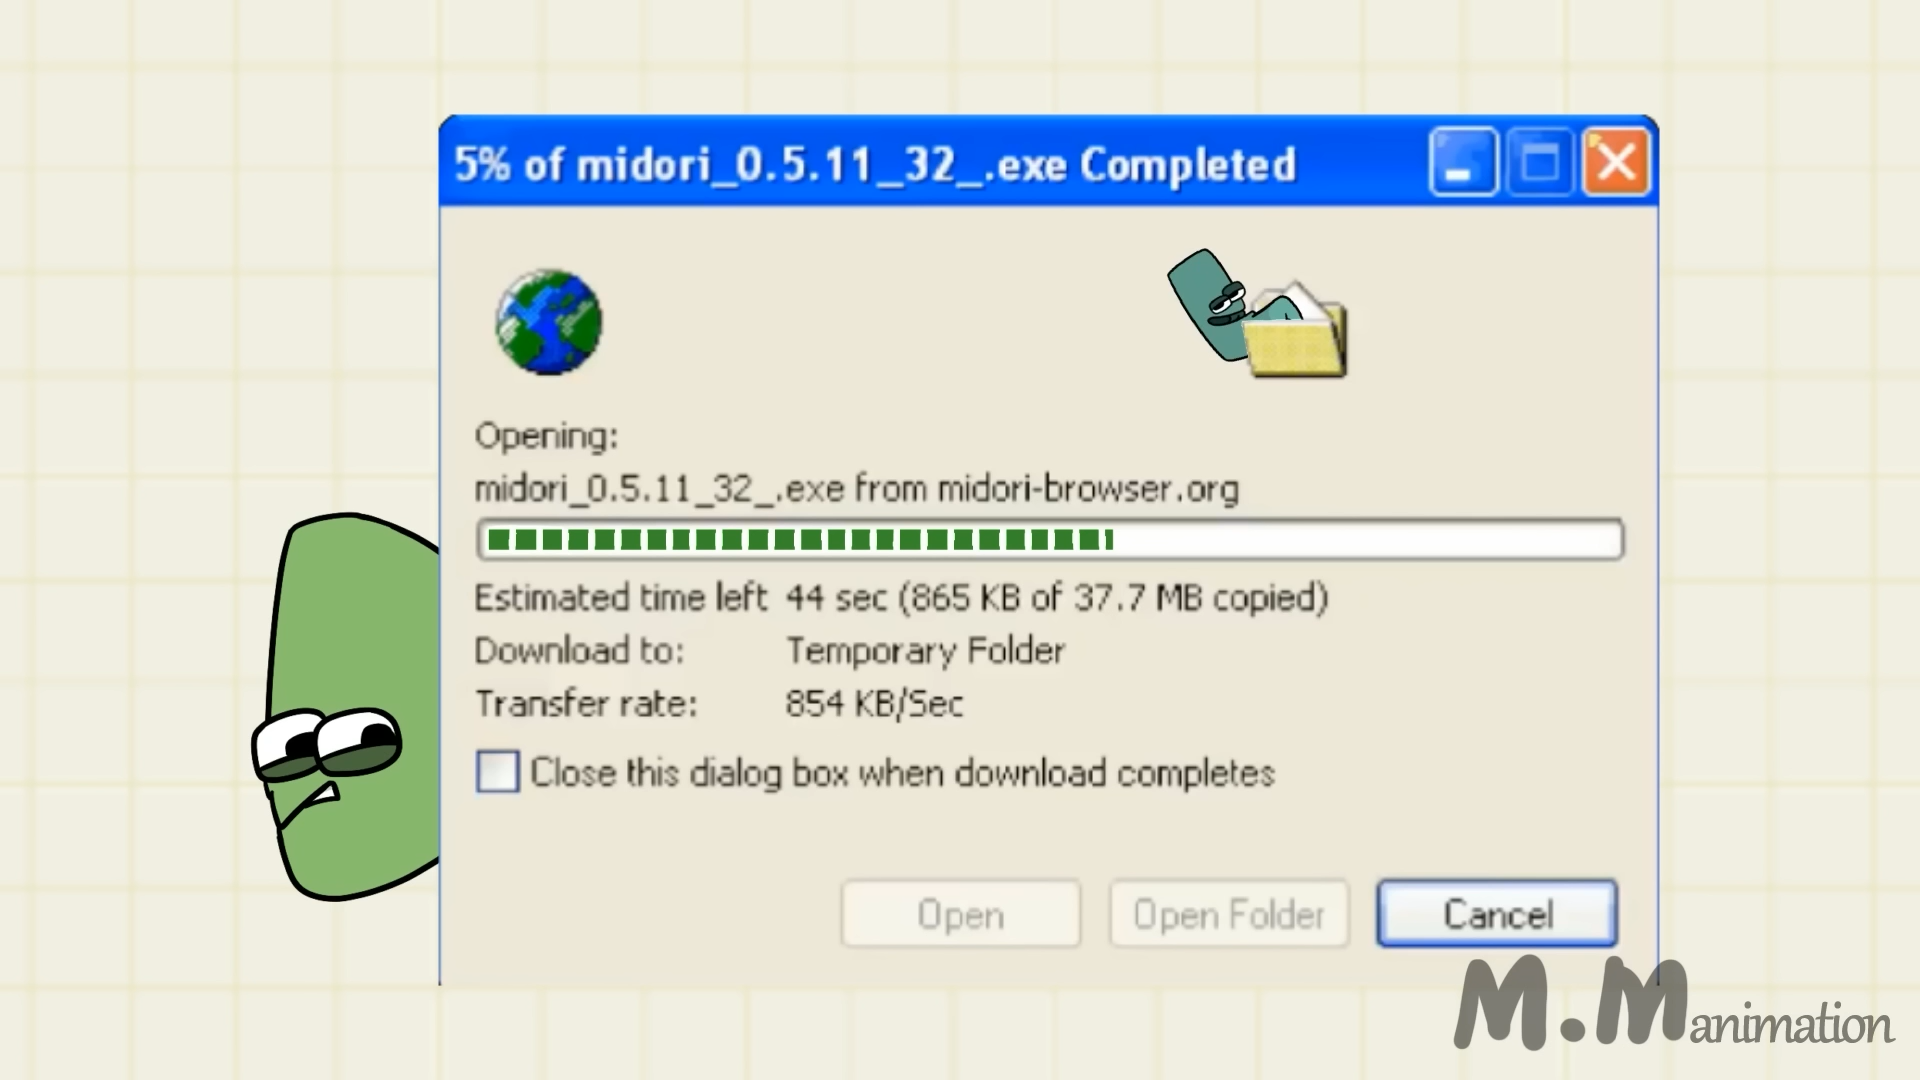 5% of midori_0.5.11_32_.exe Completed
Opening:
midori_0.5.11_32_.exe from midori-browser.org
Estimated time left 44 sec (865 KB of 37.7 MB copied)
Download to: Temporary Folder
Transfer rate: 854 KB/Sec
Close this dialog box when download completes
Open Open Folder Cancel
M.Manimation